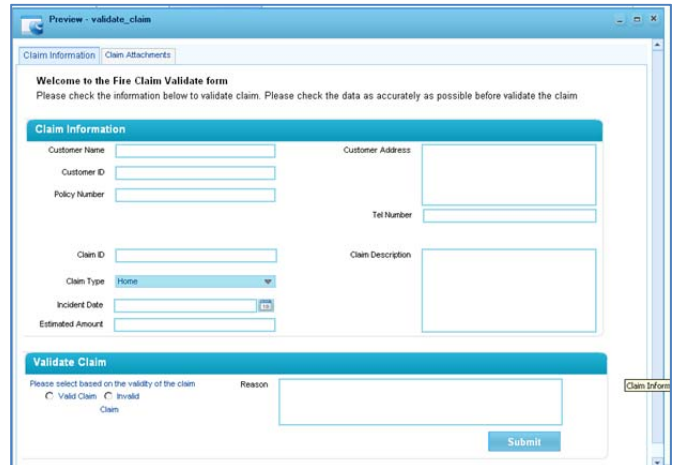 Preview - validate_claim
Claim Information Claim Attachments
Welcome to the Fire Claim Validate form
Please check the information below to validate claim. Please check the data as accurately as possible before validate the claim
Claim Information
Customer Name
Customer Address
Customer ID
Policy Number
Tel Number
Claim ID
Claim Description
Claim Type Home
Incident Date
Estimated Amount
Validate Claim
Please select based on the validity of the claim
Reason
Valid Claim Invalid
Claim
Claim Inform
Submit